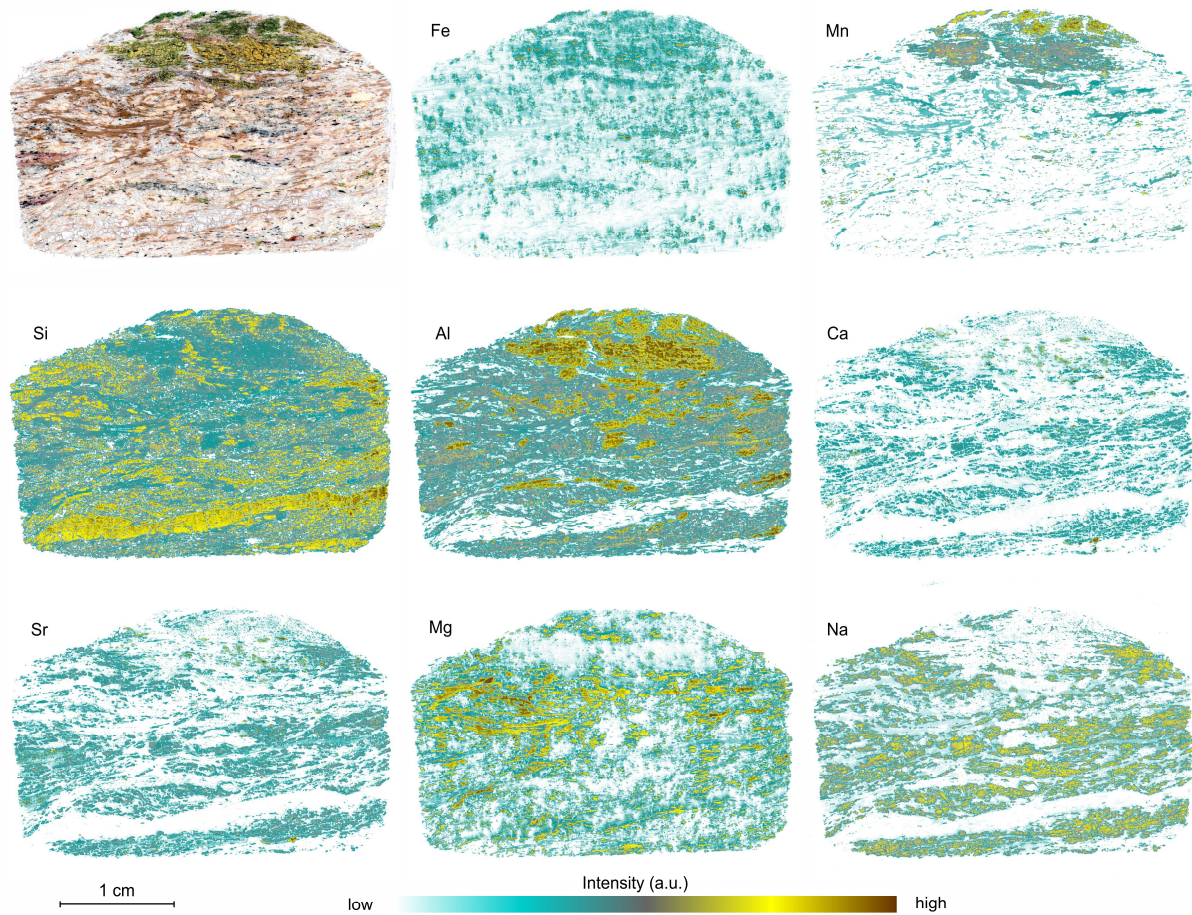 Fe
Mn
Si
Al
Ca
Sr
Mg
Na
1 cm
Intensity (a.u.)
low
high